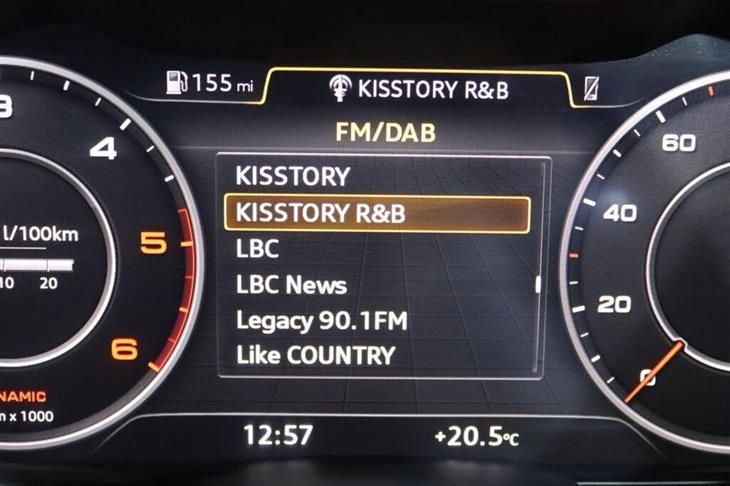 155 mi
KISSTORY R&B
FM/DAB
KISSTORY
KISSTORY R&B
LBC
LBC News
Legacy 90.1FM
Like COUNTRY
12:57
+20.5°C
3
4
5
6
l/100km
10 20
NAMIC
x 1000
60
40
20
0